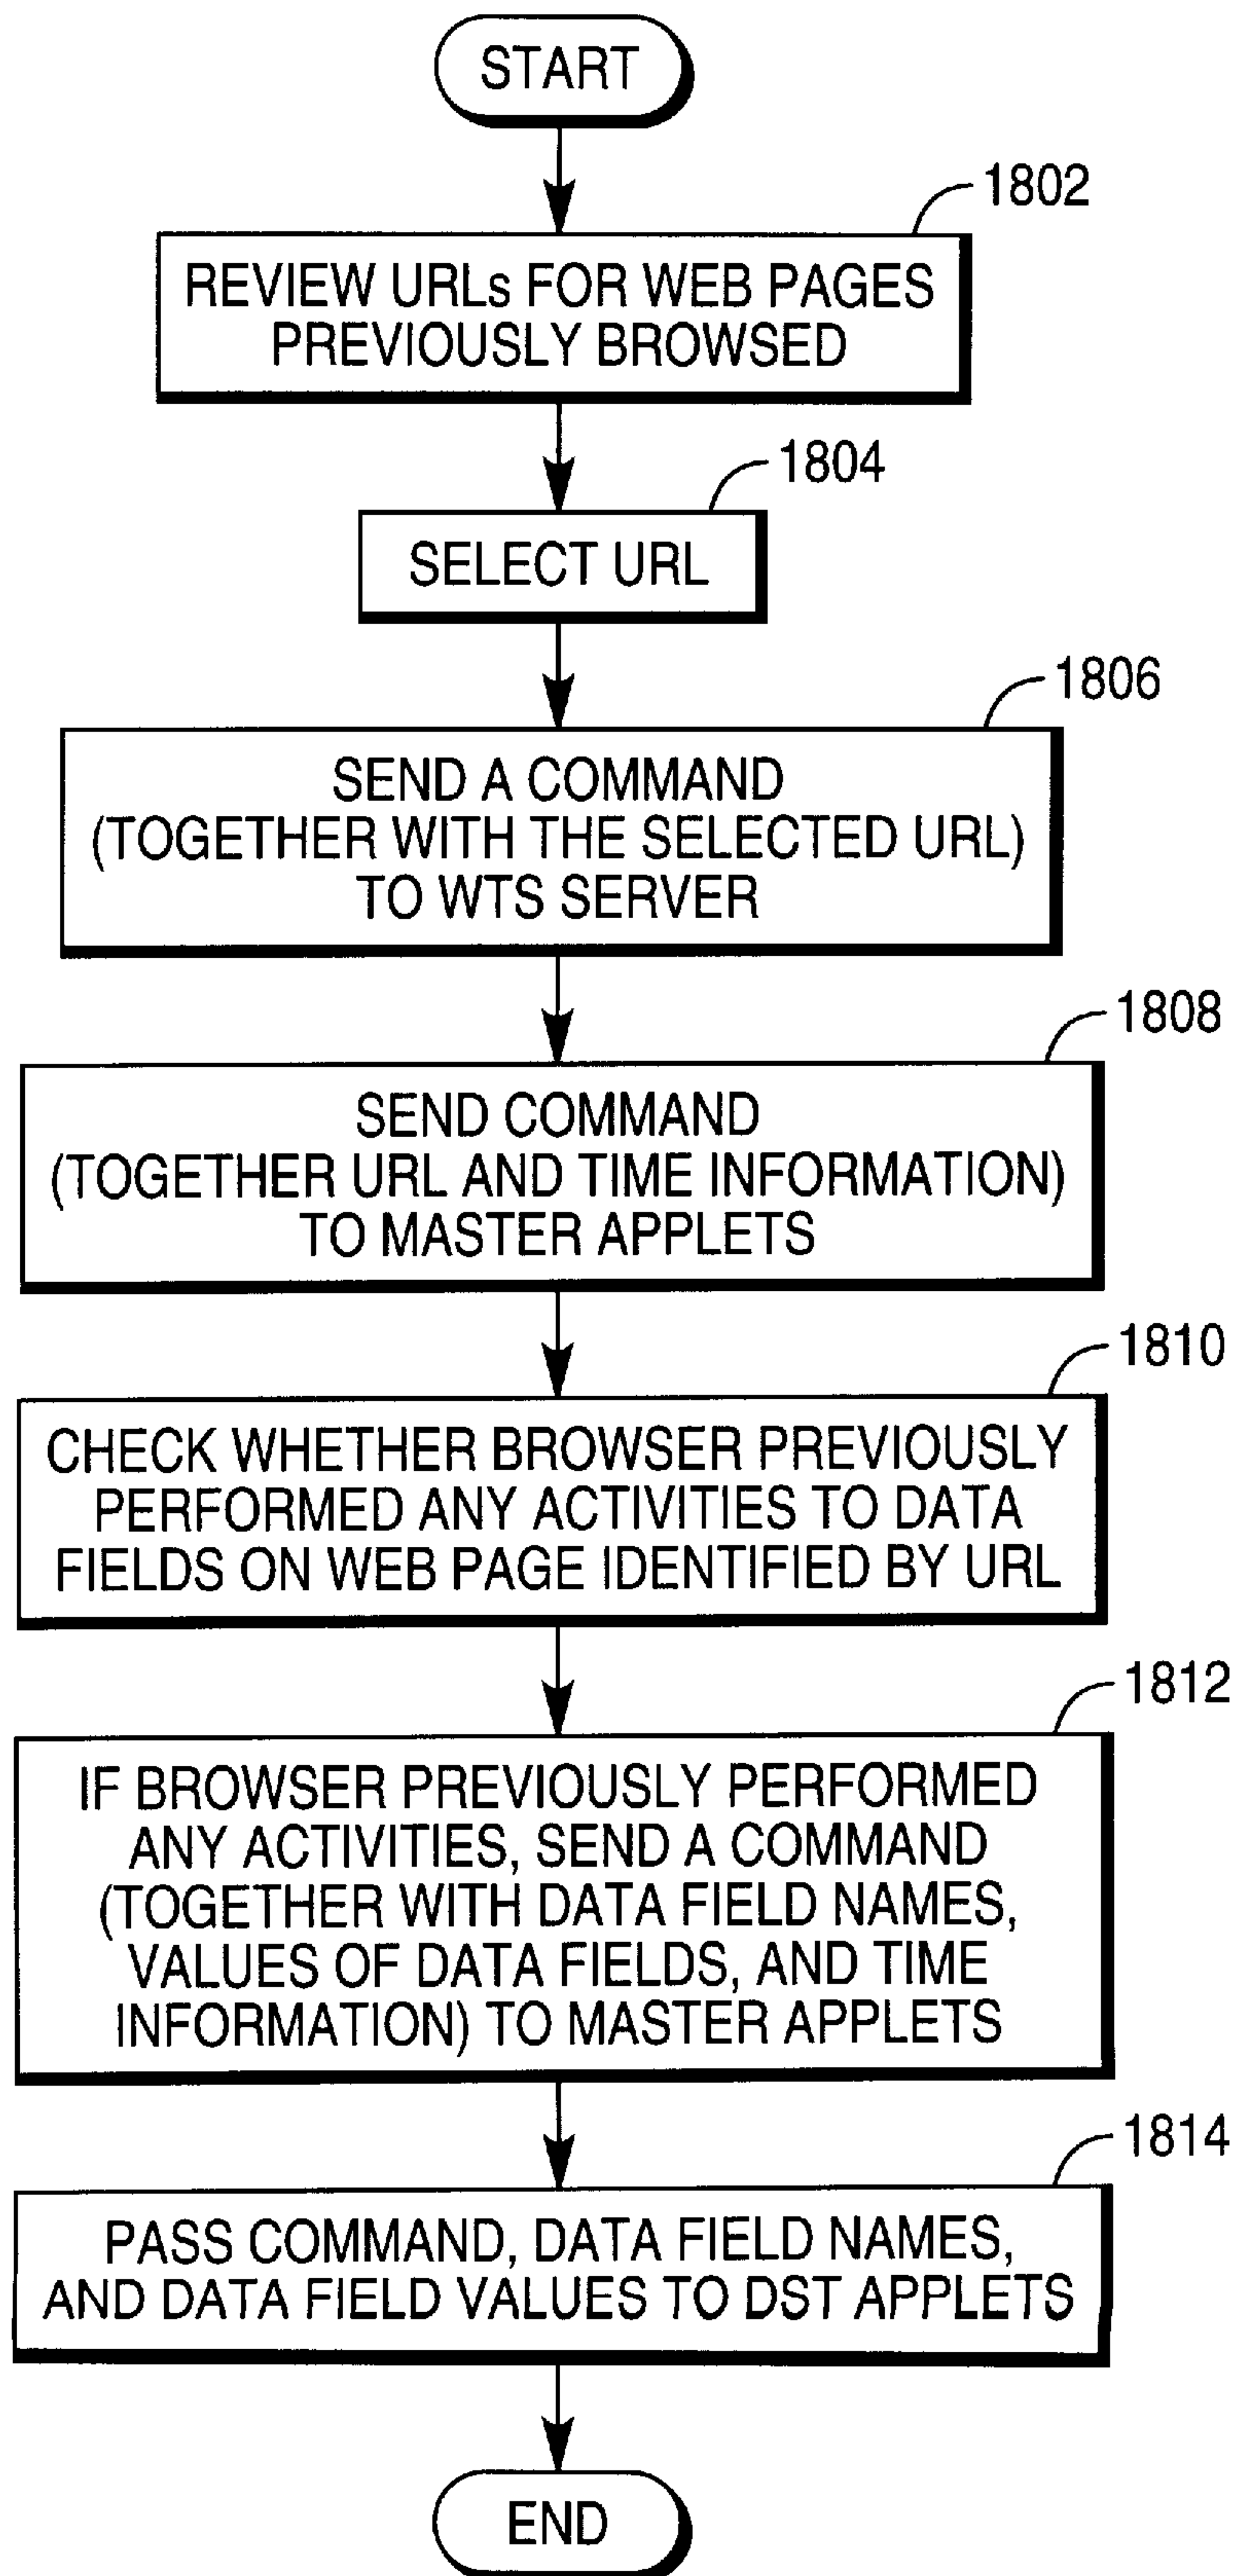 START
1802
REVIEW URLs FOR WEB PAGES
PREVIOUSLY BROWSED
1804
SELECT URL
1806
SEND A COMMAND
(TOGETHER WITH THE SELECTED URL)
TO WTS SERVER
1808
SEND COMMAND
(TOGETHER URL AND TIME INFORMATION)
TO MASTER APPLETS
1810
CHECK WHETHER BROWSER PREVIOUSLY
PERFORMED ANY ACTIVITIES TO DATA
FIELDS ON WEB PAGE IDENTIFIED BY URL
1812
IF BROWSER PREVIOUSLY PERFORMED
ANY ACTIVITIES, SEND A COMMAND
(TOGETHER WITH DATA FIELD NAMES,
VALUES OF DATA FIELDS, AND TIME
INFORMATION) TO MASTER APPLETS
1814
PASS COMMAND, DATA FIELD NAMES,
AND DATA FIELD VALUES TO DST APPLETS
END